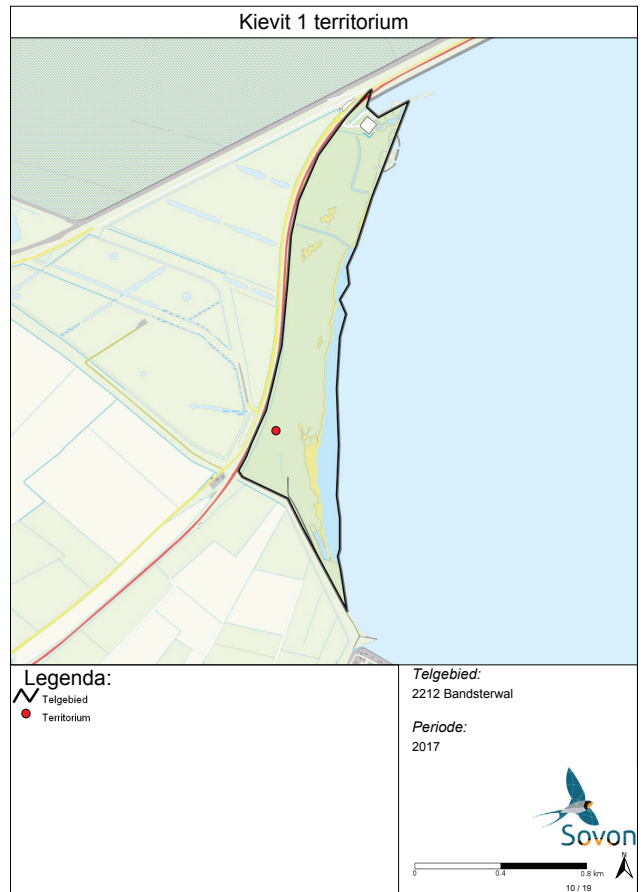 Kievit 1 territorium
Legenda:
Telgebied
Territorium
Telgebied:
2212 Bandsterwal
Periode:
2017
Sovon
N
0 0.4 0.8 km
10 / 19